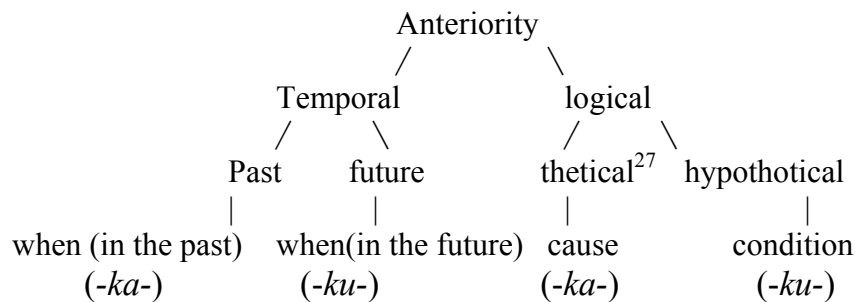 Anteriority
Temporal logical
Past future thetical27 hypothotical
when (in the past) when(in the future) cause condition
(-ka-) (-ku-) (-ka-) (-ku-)